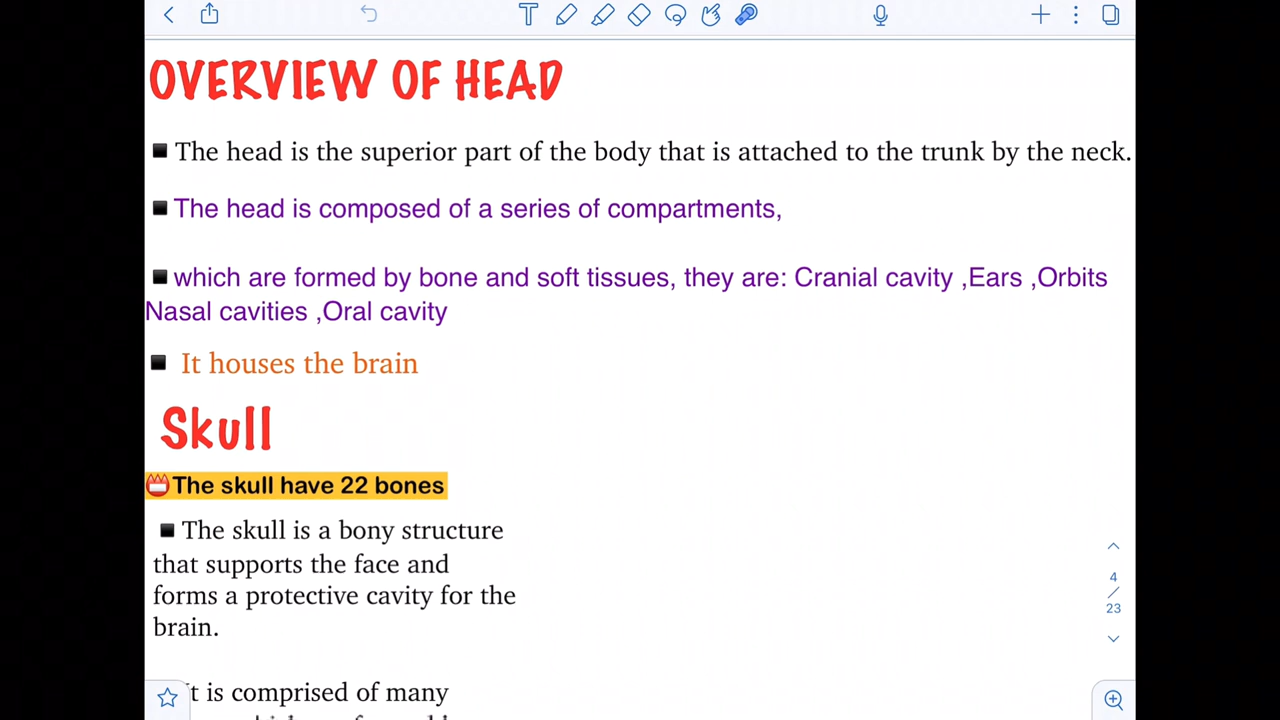 OVERVIEW OF HEAD
▪The head is the superior part of the body that is attached to the trunk by the neck.
▪The head is composed of a series of compartments,
▪which are formed by bone and soft tissues, they are: Cranial cavity ,Ears ,Orbits
Nasal cavities ,Oral cavity
▪ It houses the brain
Skull
📛The skull have 22 bones
▪The skull is a bony structure
that supports the face and
forms a protective cavity for the
brain.
4
/
23
t is comprised of many